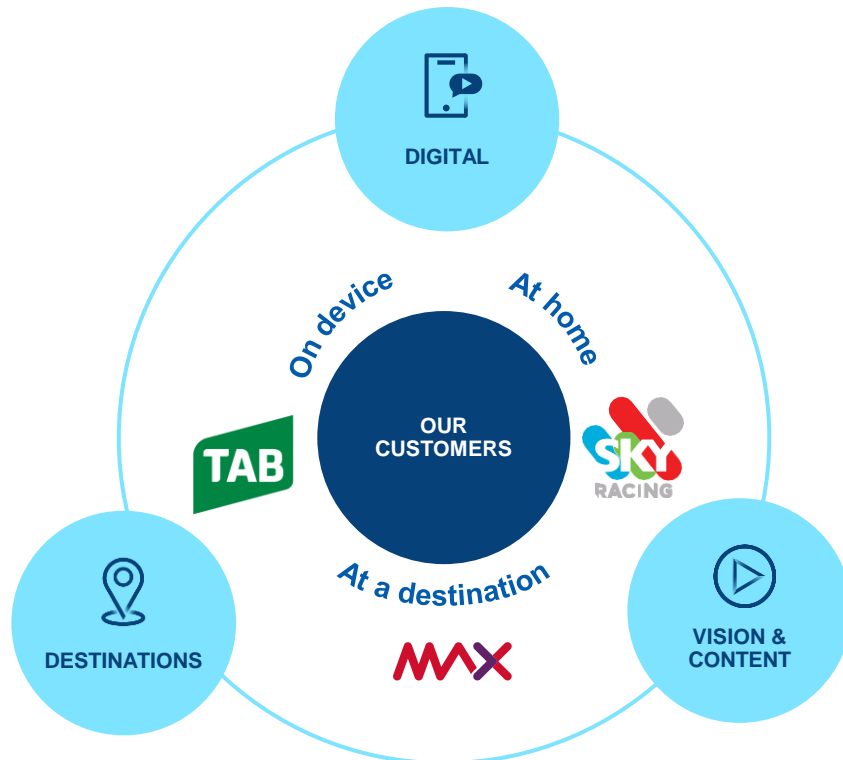 DIGITAL
On device
At home
OUR
CUSTOMERS
TAB
SKY
RACING
At a destination
DESTINATIONS
MAX
VISION &
CONTENT